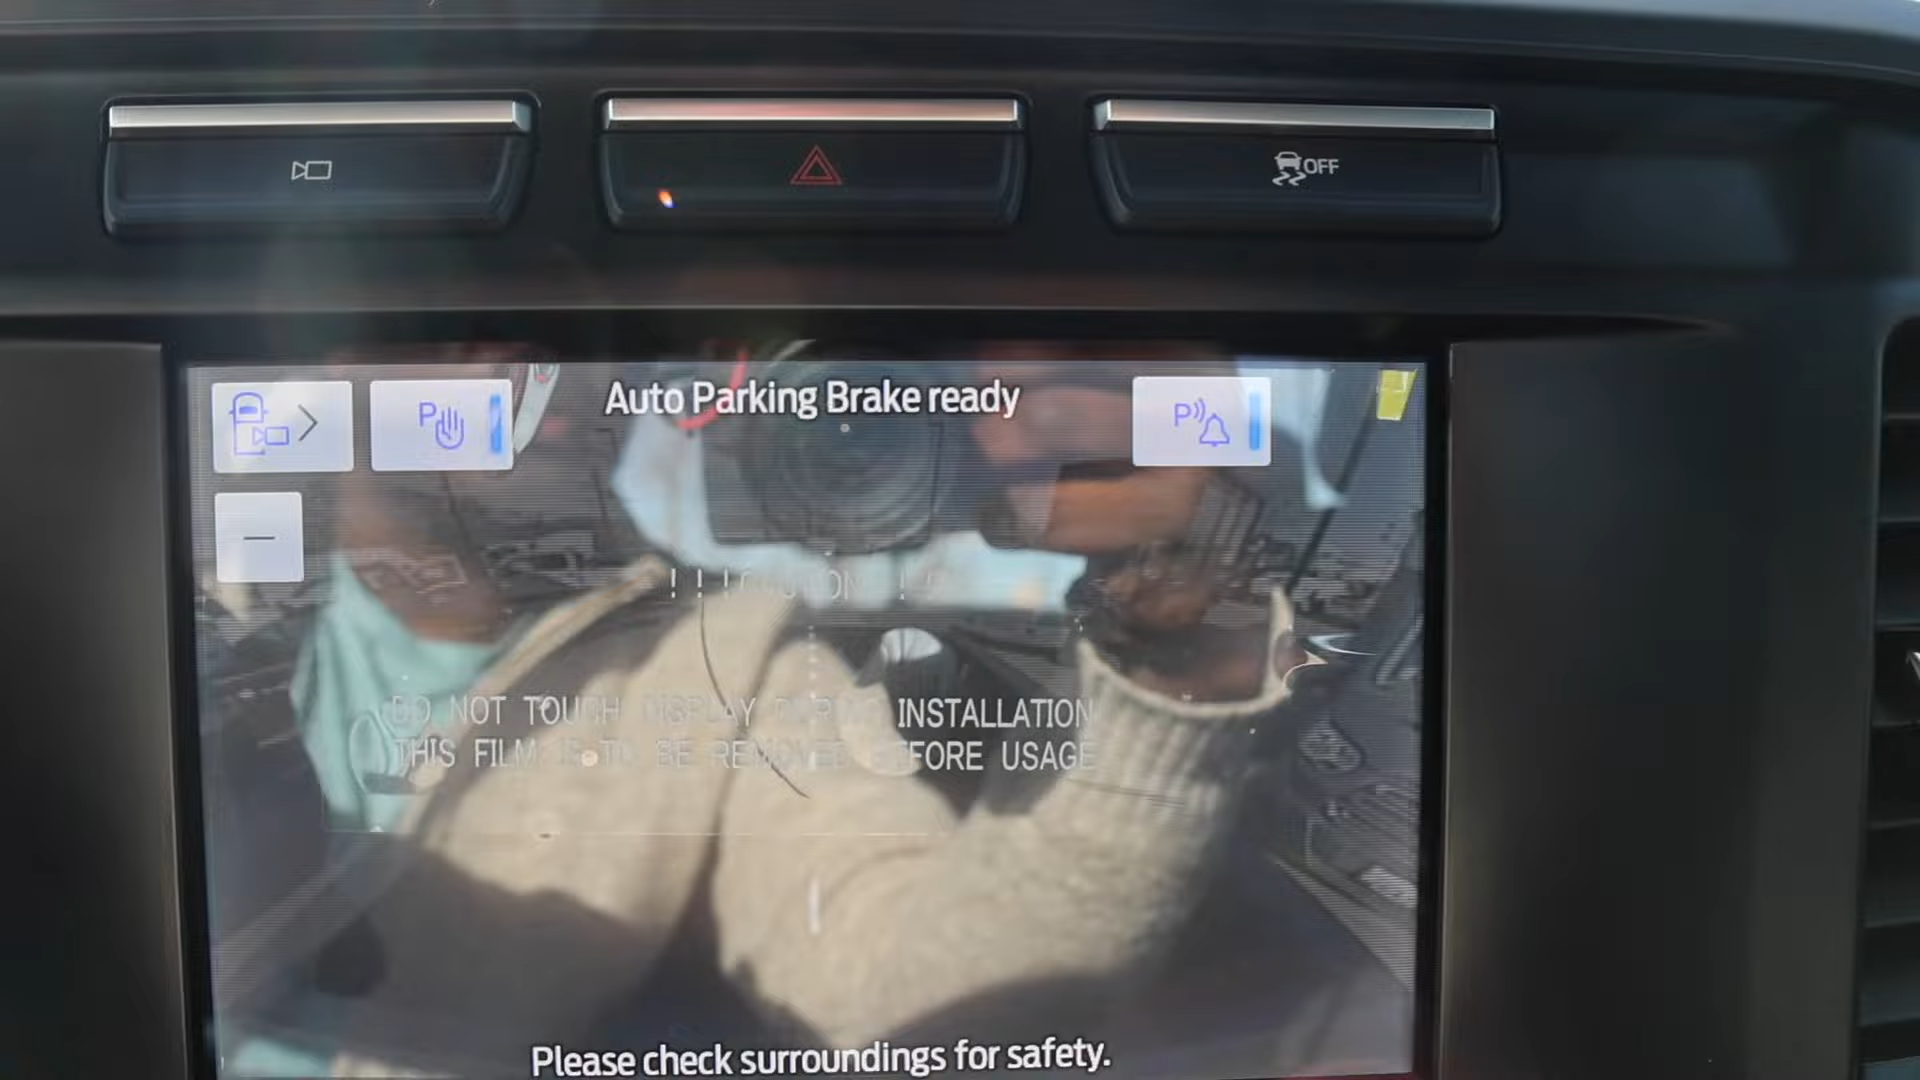 OFF
Auto Parking Brake ready
P
P
!!!CAUTION
DO NOT TOUCH DISPLAY DURING INSTALLATION
THIS FILM IS TO BE REMOVED BEFORE USAGE
Please check surroundings for safety.